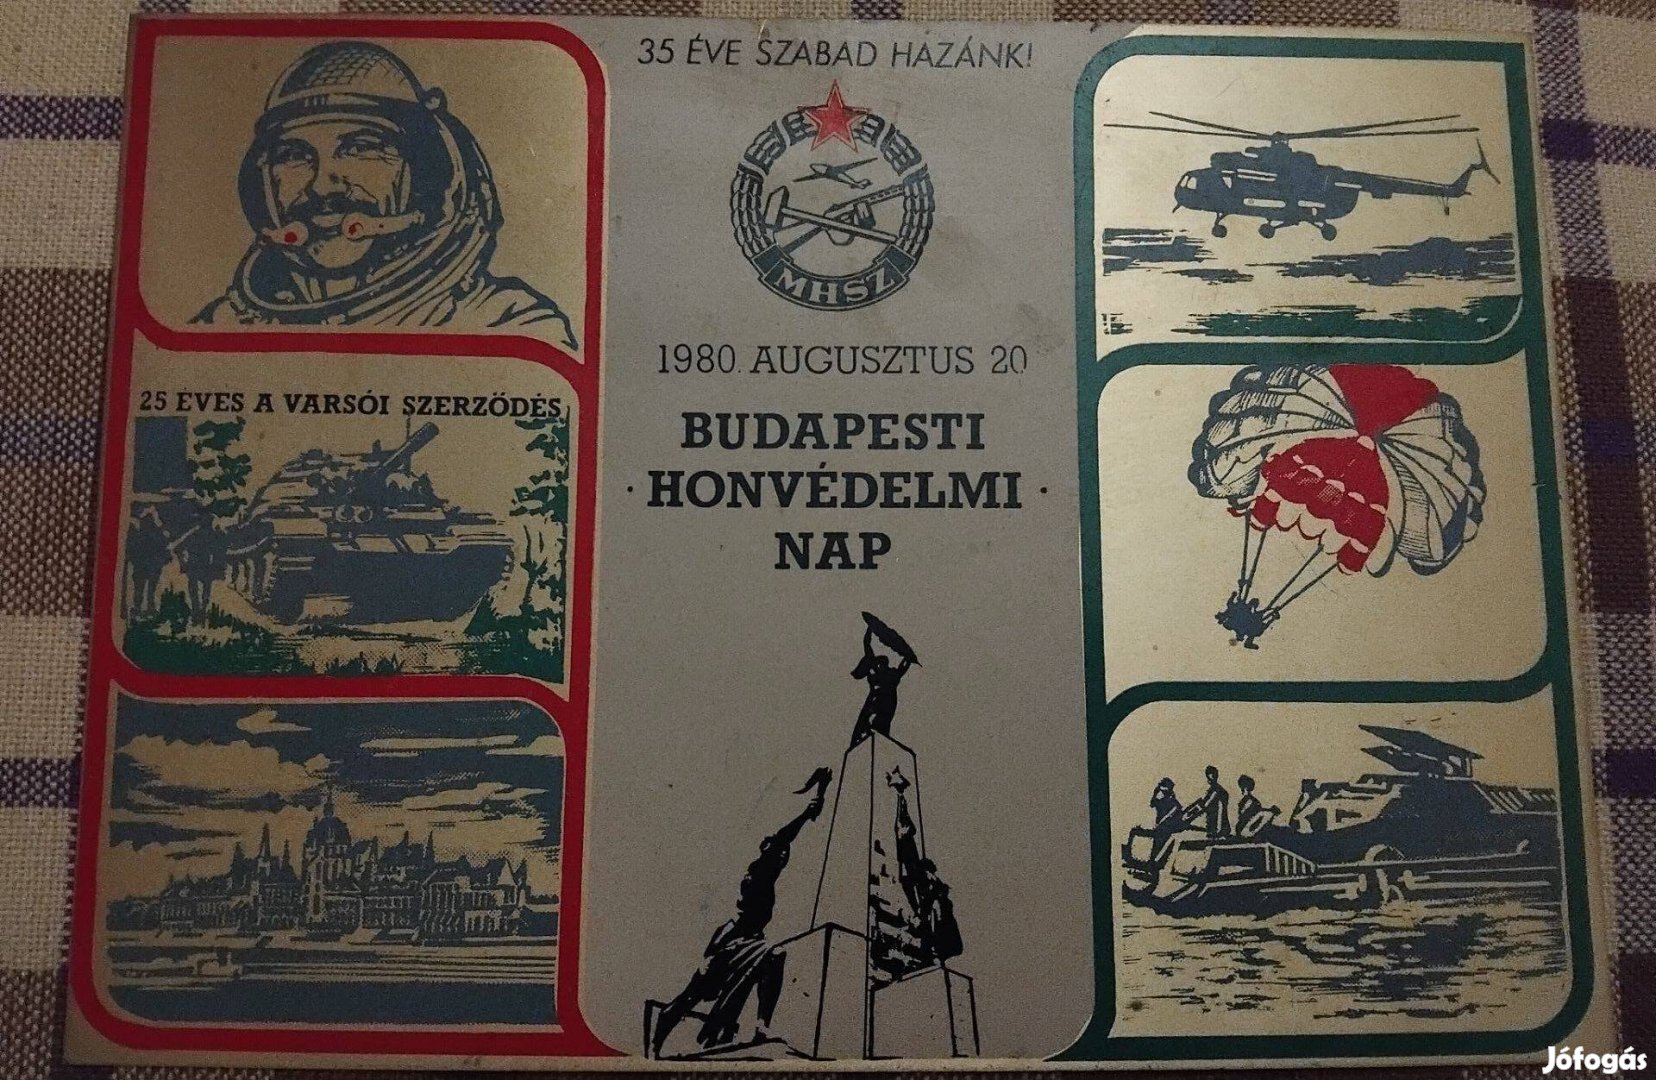 35 ÉVE SZABAD HAZÁNK!
MHSZ
1980. AUGUSZTUS 20
BUDAPESTI
· HONVÉDELMI ·
NAP
25 ÉVES A VARSÓI SZERZŐDÉS
Jófogás